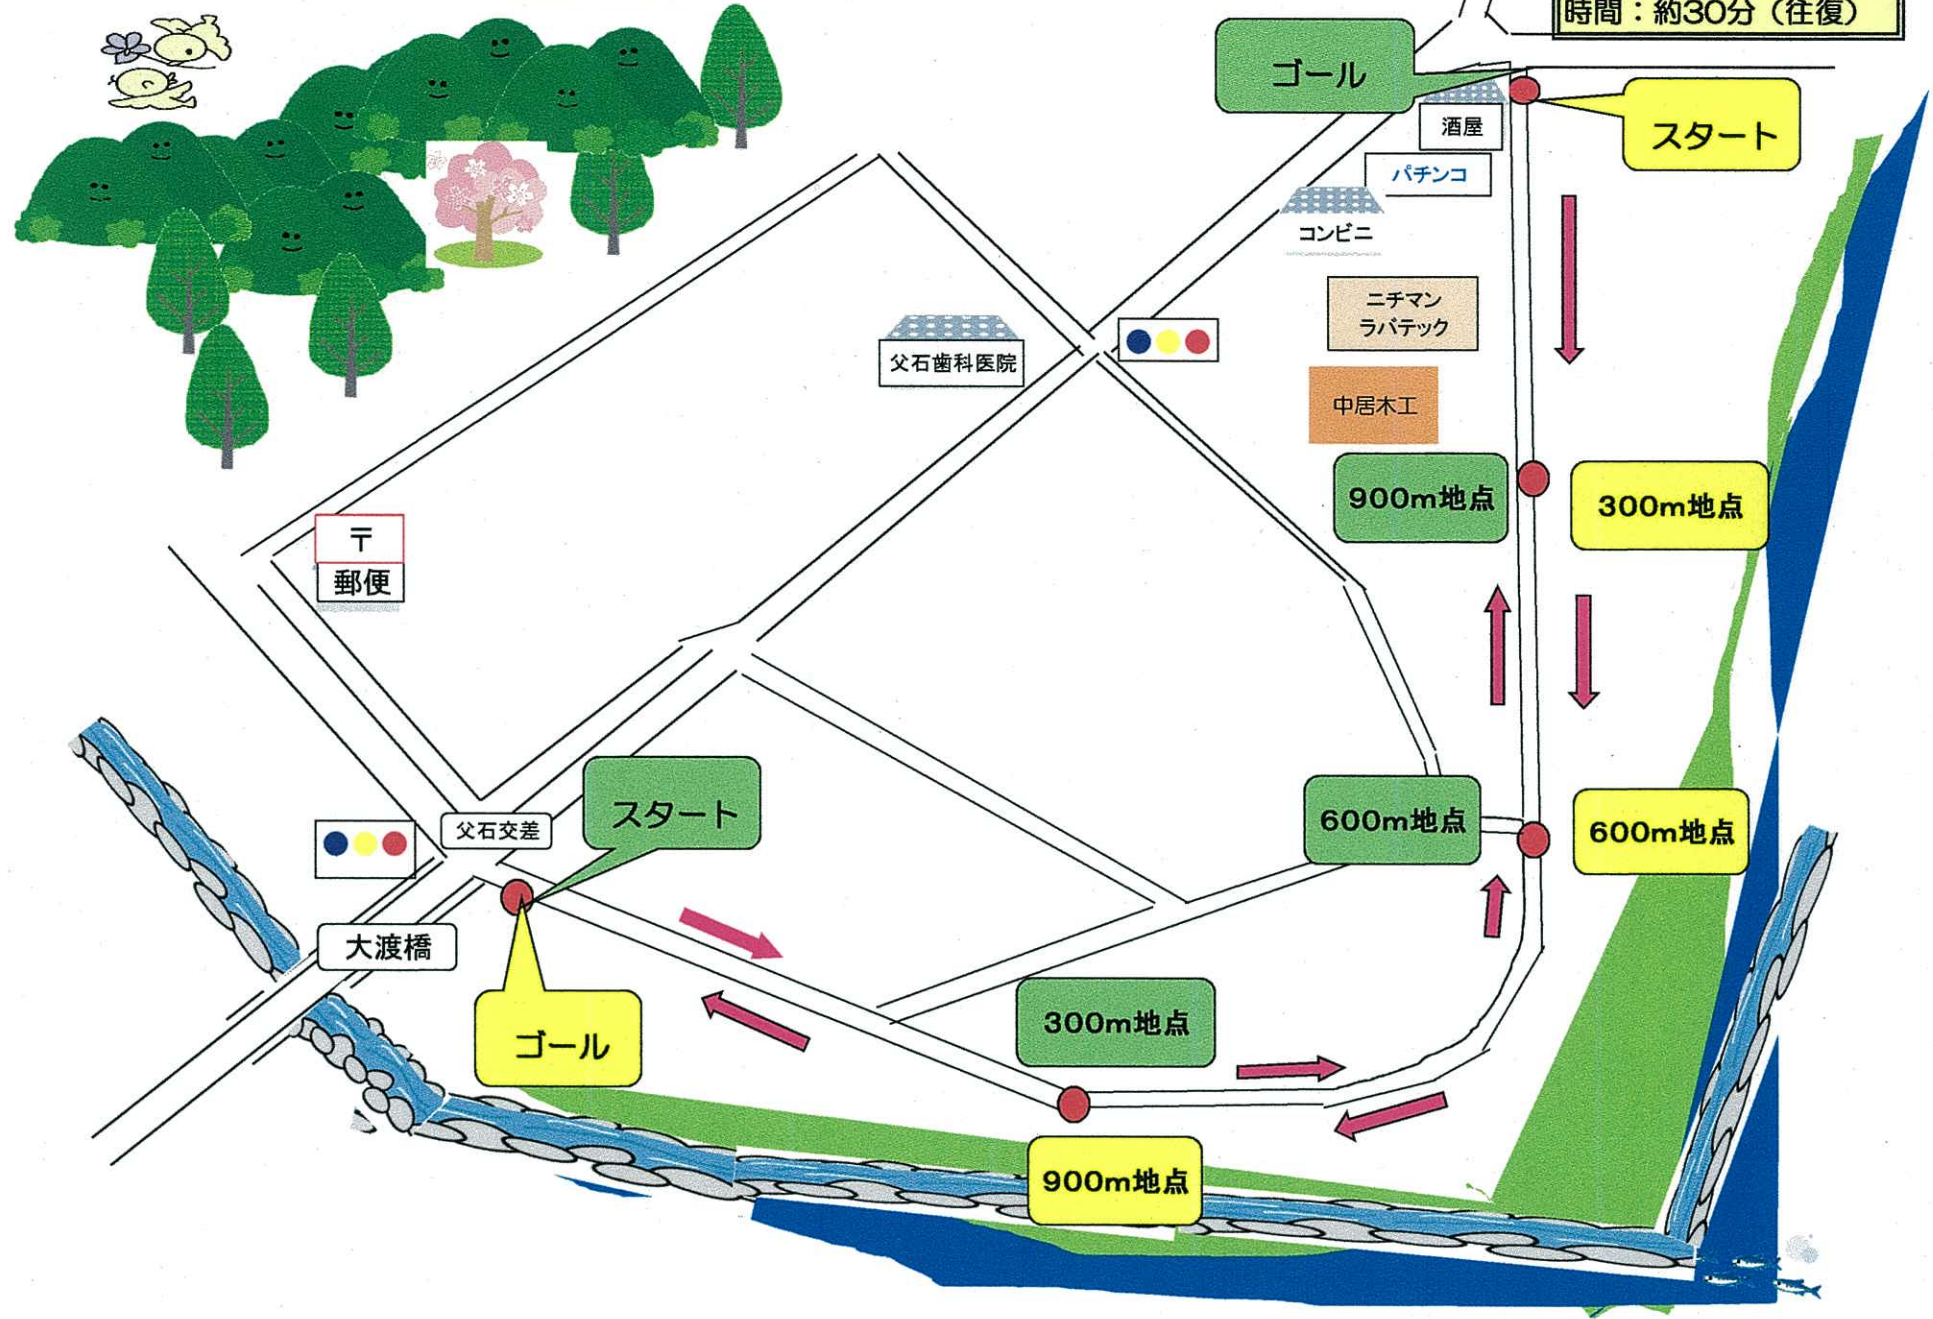 時間：約30分（往復）
ゴール
スタート
酒屋
パチンコ
コンビニ
ニチマン
ラバテック
父石歯科医院
中居木工
900m地点
300m地点
〒
郵便
スタート
父石交差
600m地点
600m地点
大渡橋
ゴール
300m地点
900m地点